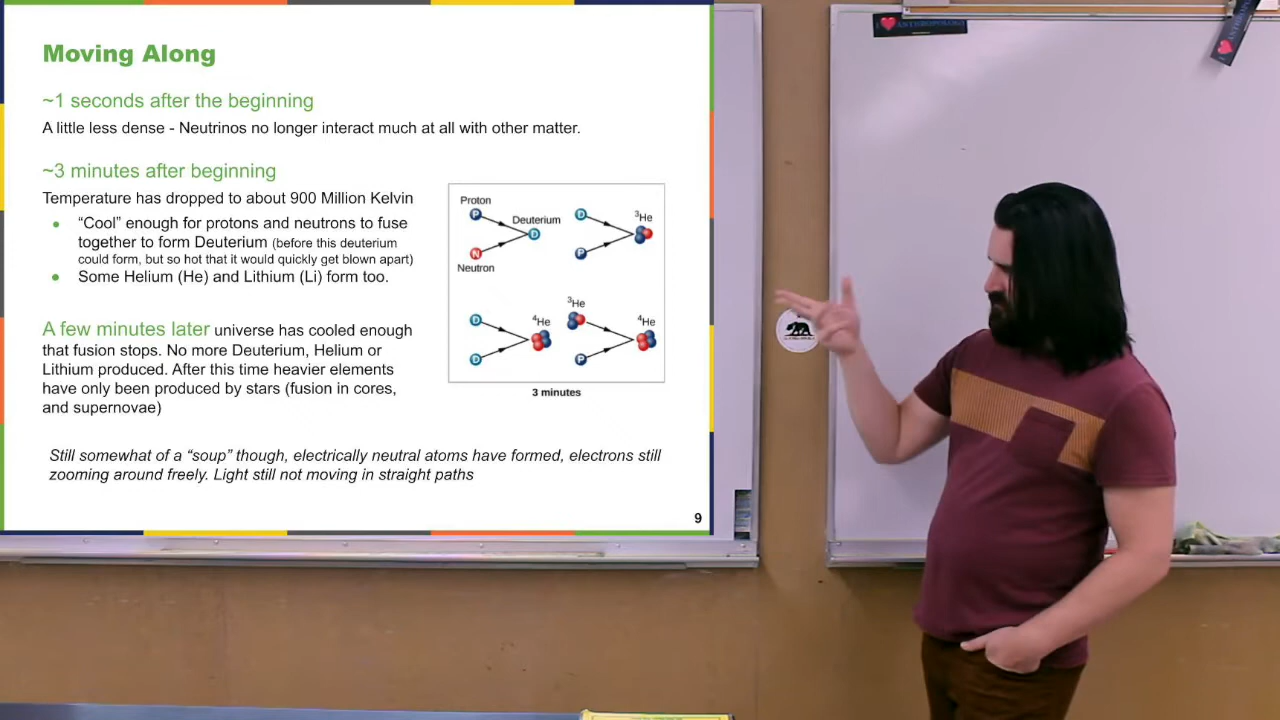 Moving Along
~1 seconds after the beginning
A little less dense - Neutrinos no longer interact much at all with other matter.
~3 minutes after beginning
Temperature has dropped to about 900 Million Kelvin
● "Cool" enough for protons and neutrons to fuse
together to form Deuterium (before this deuterium
could form, but so hot that it would quickly get blown apart)
● Some Helium (He) and Lithium (Li) form too.
A few minutes later universe has cooled enough
that fusion stops. No more Deuterium, Helium or
Lithium produced. After this time heavier elements
have only been produced by stars (fusion in cores,
and supernovae)
Proton
P
Deuterium
D
N
Neutron
D
³He
P
D
⁴He
D
³He
⁴He
P
3 minutes
Still somewhat of a "soup" though, electrically neutral atoms have formed, electrons still
zooming around freely. Light still not moving in straight paths
9
I ❤ ANTHROPOLOGY